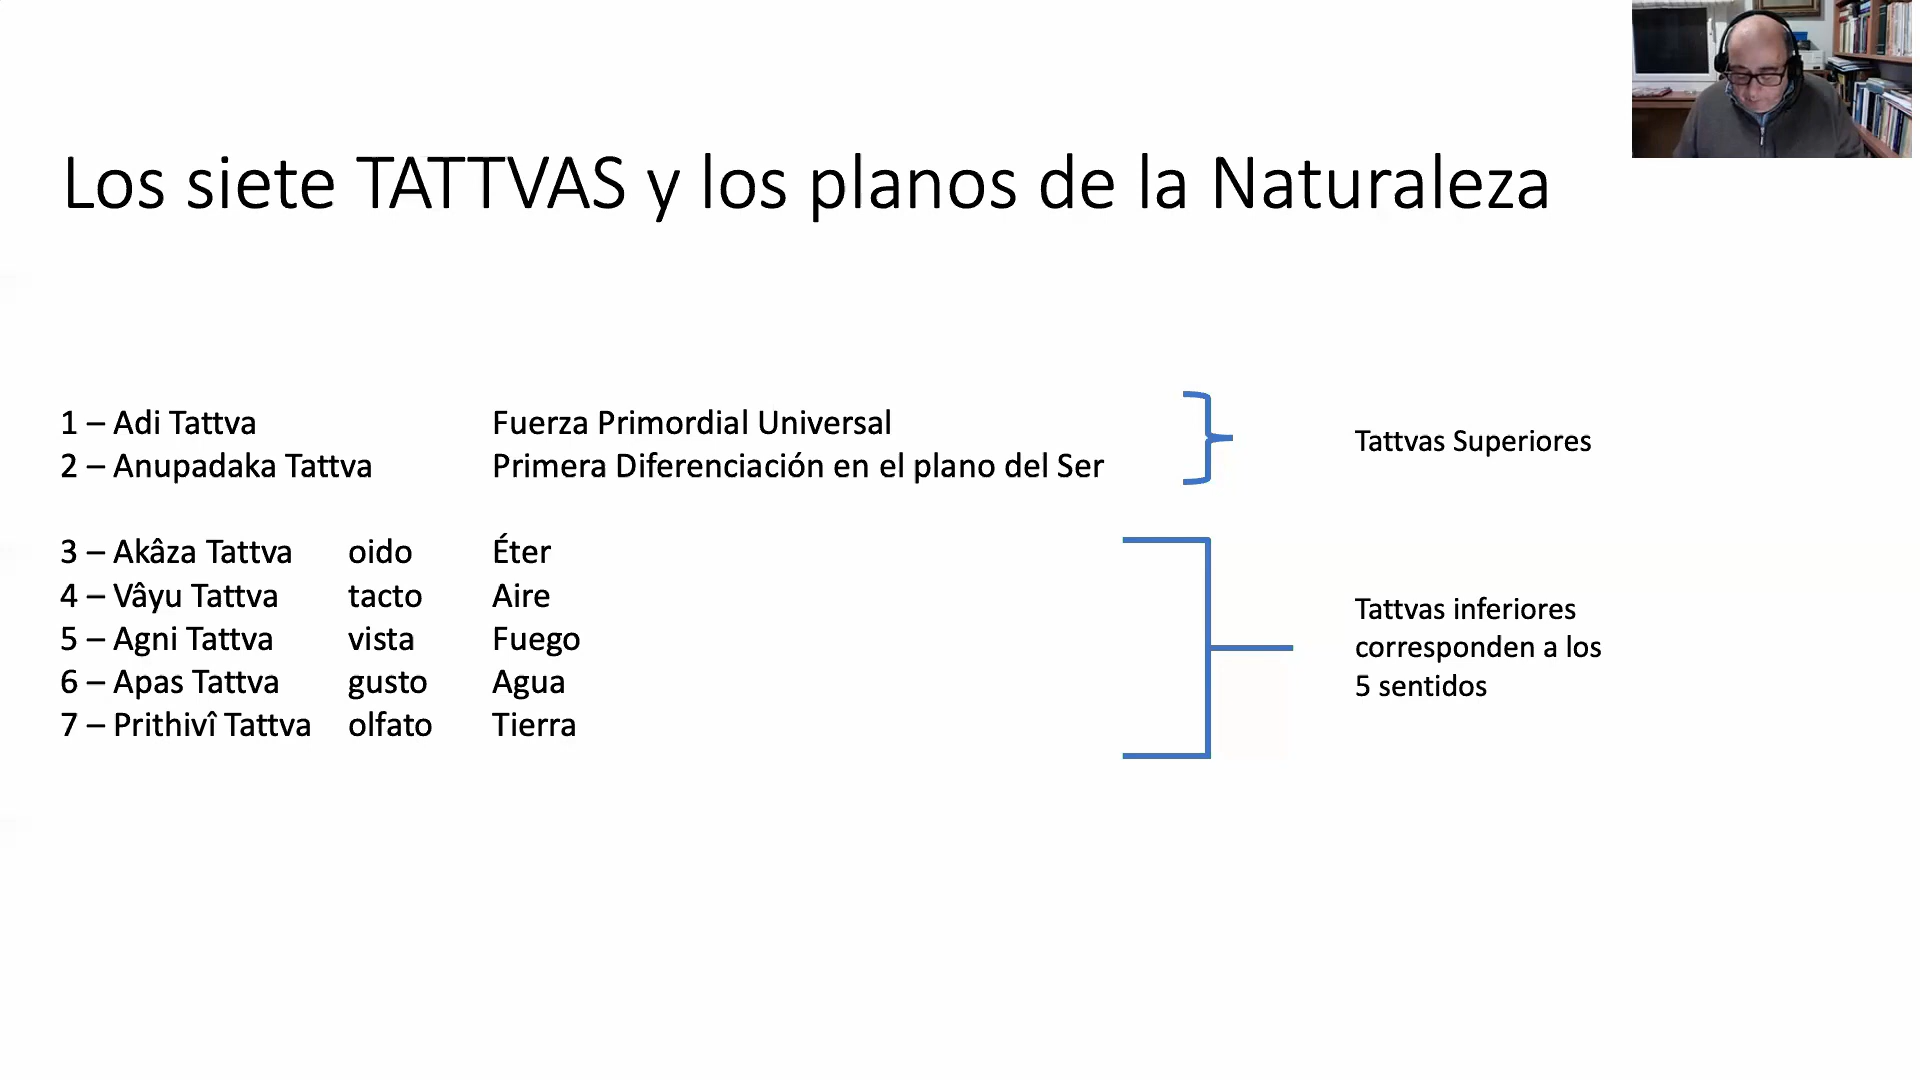 Los siete TATTVAS y los planos de la Naturaleza
1 – Adi Tattva Fuerza Primordial Universal
2 – Anupadaka Tattva Primera Diferenciación en el plano del Ser
Tattvas Superiores
3 – Akâza Tattva oido Éter
4 – Vâyu Tattva tacto Aire
5 – Agni Tattva vista Fuego
6 – Apas Tattva gusto Agua
7 – Prithivî Tattva olfato Tierra
Tattvas inferiores
corresponden a los
5 sentidos